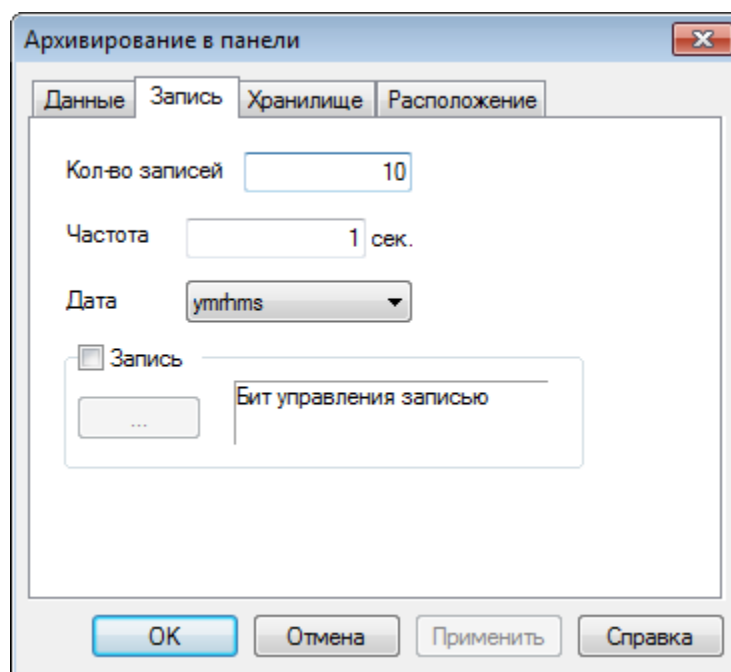 Архивирование в панели
Данные Запись Хранилище Расположение
Кол-во записей 10
Частота 1 сек.
Дата ymrhms
Запись
... Бит управления записью
OK Отмена Применить Справка